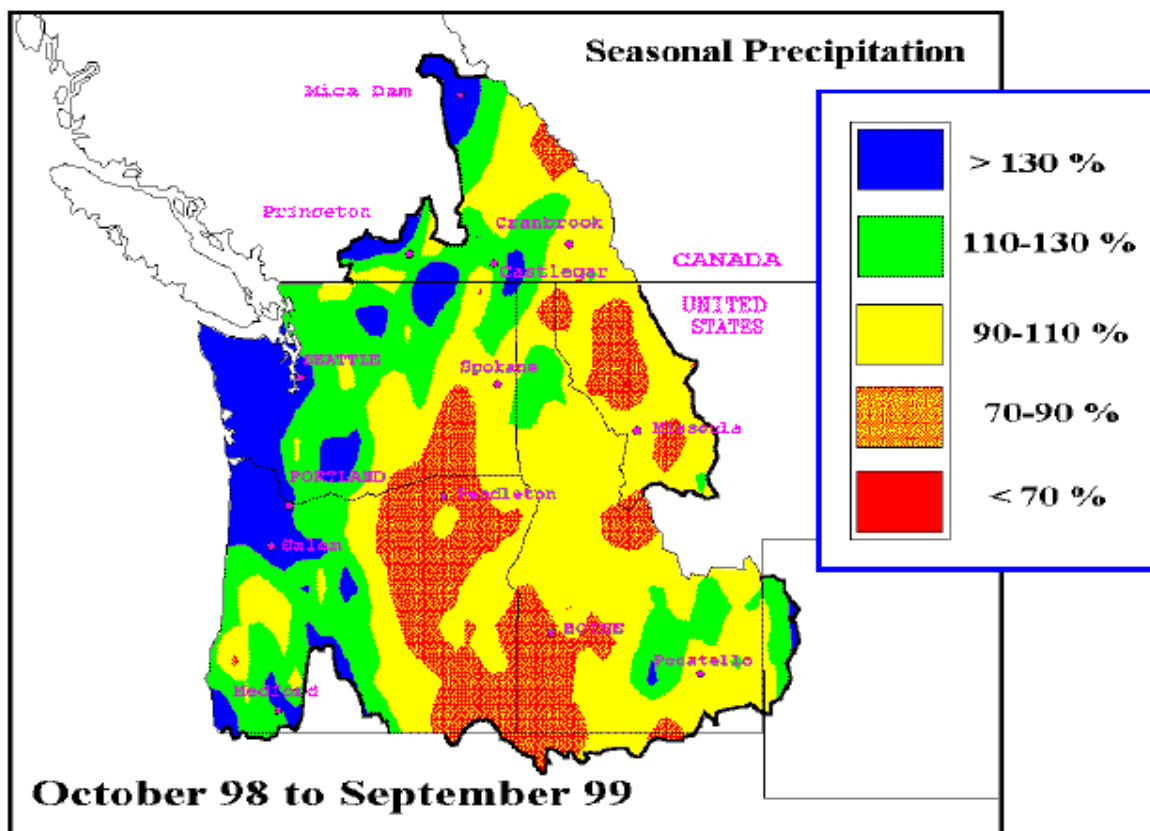 Seasonal Precipitation
Mica Dam
> 130 %
Princeton
Cranbrook
110-130 %
CANADA
Castlegar
UNITED
STATES
90-110 %
SEATTLE
Spokane
70-90 %
Missoula
PORTLAND
Pendleton
< 70 %
Salem
BOISE
Pocatello
Medford
October 98 to September 99